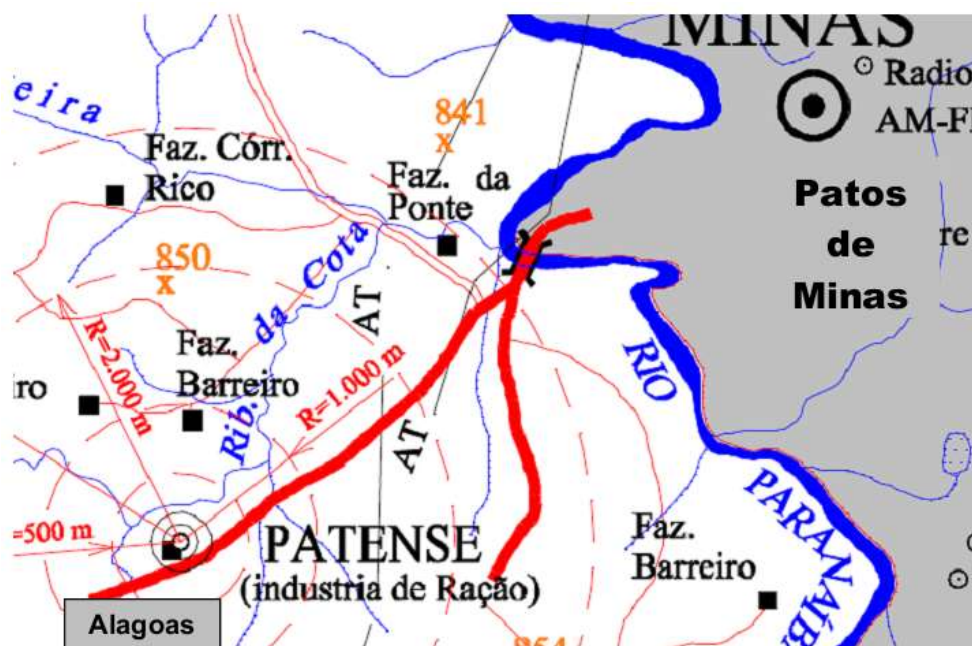 MINAS
Radio
AM-F
eira
841
x
Faz. Córr.
Rico
Faz. da
Ponte
Patos
de
Minas
re
850
x
Rib. da Cota
AT
R=2.000 m
Faz.
Barreiro
R=1.000 m
iro
RIO
AT
=500 m
PATENSE
(industria de Ração)
Faz.
Barreiro
PARANAÍB
Alagoas